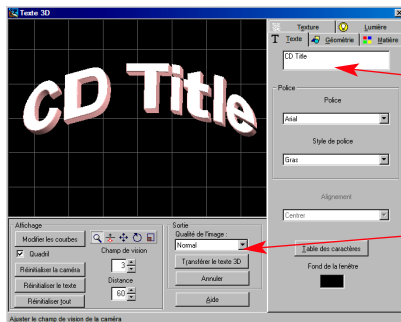 Texte 3D
CD Title
Texture
Lumière
Texte
Géométrie
Matière
CD Title
Police
Police
Arial
Style de police
Gras
Alignement
Centrer
Table des caractères
Fond de la fenêtre
Affichage
Modifier les courbes
Quadril
Réinitialiser la caméra
Réinitialiser le texte
Réinitialiser tout
Champ de vision
3
Distance
60
Sortie
Qualité de l'image :
Normal
Transférer le texte 3D
Annuler
Aide
Ajuster le champ de vision de la caméra